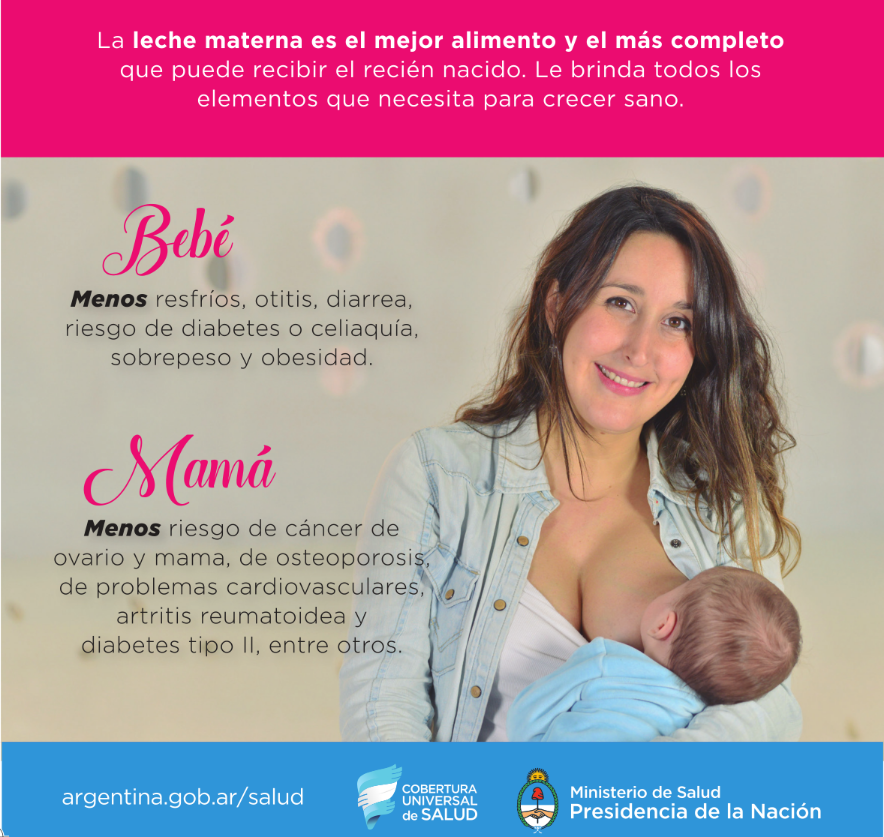 La leche materna es el mejor alimento y el más completo
que puede recibir el recién nacido. Le brinda todos los
elementos que necesita para crecer sano.
Bebé
Menos resfríos, otitis, diarrea,
riesgo de diabetes o celiaquía,
sobrepeso y obesidad.
Mamá
Menos riesgo de cáncer de
ovario y mama, de osteoporosis,
de problemas cardiovasculares,
artritis reumatoidea y
diabetes tipo II, entre otros.
argentina.gob.ar/salud
COBERTURA
UNIVERSAL
de SALUD
Ministerio de Salud
Presidencia de la Nación